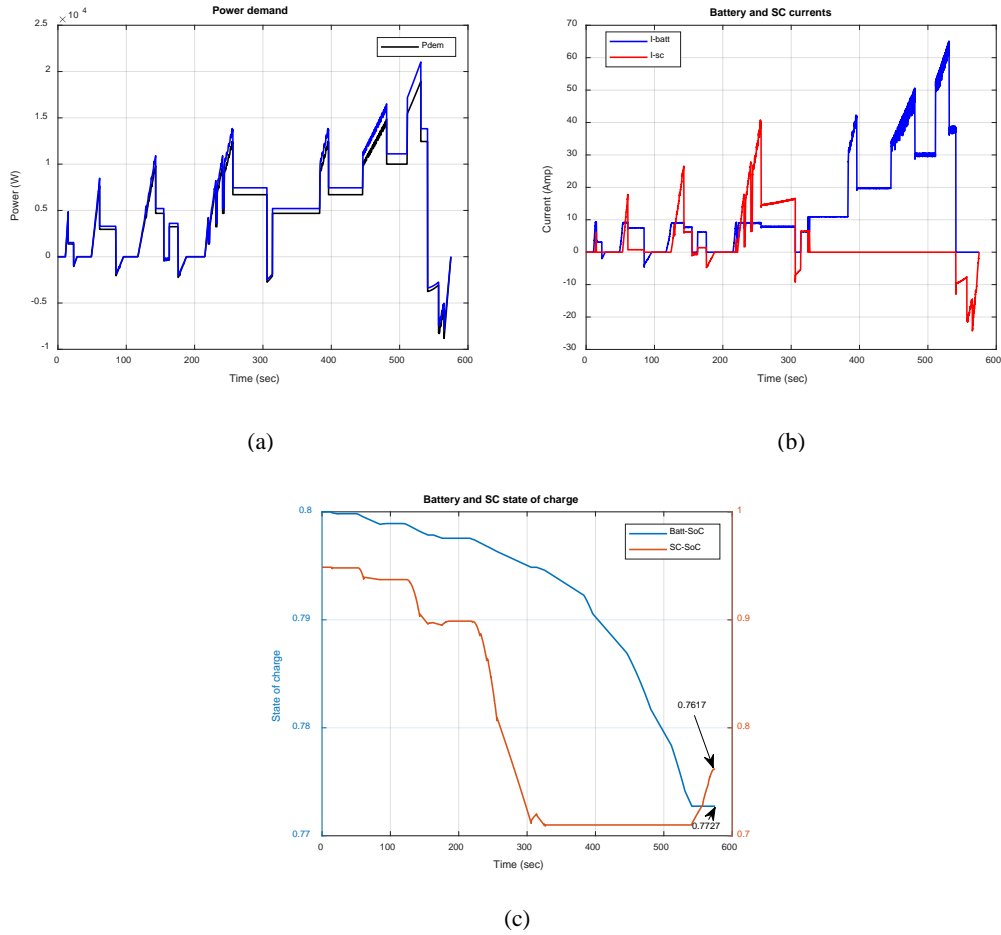 Power demand
2.5 × 10 4
2
1.5
1
0.5
0
-0.5
-1
Power (W)
Pdem
0 100 200 300 400 500 600
Time (sec)
(a)
Battery and SC currents
70
60
50
40
30
20
10
0
-10
-20
-30
Current (Amp)
I-batt
I-sc
0 100 200 300 400 500 600
Time (sec)
(b)
Battery and SC state of charge
0.8
0.79
0.78
0.77
State of charge
Batt-SoC
SC-SoC
1
0.9
0.8
0.7
0.7617
0.7727
0 100 200 300 400 500 600
Time (sec)
(c)